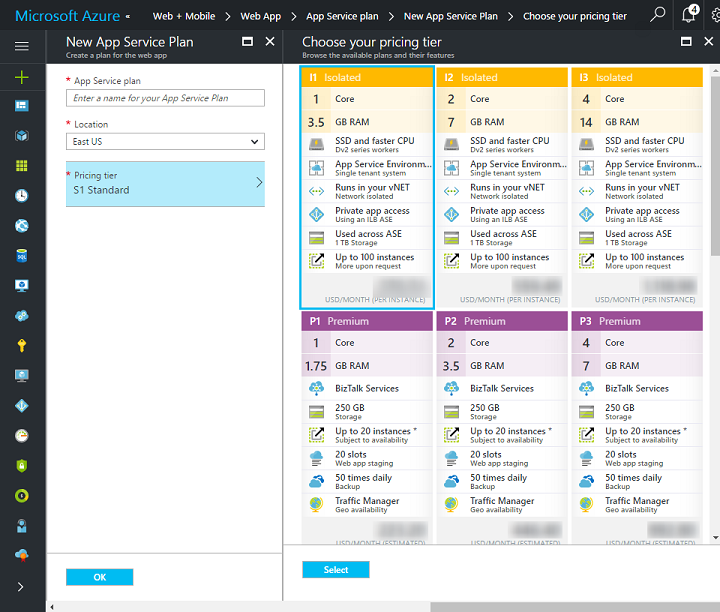 Microsoft Azure
Web + Mobile > Web App > App Service plan > New App Service Plan > Choose your pricing tier
4
New App Service Plan
Create a plan for the web app
* App Service plan
Enter a name for your App Service Plan
* Location
East US
* Pricing tier
S1 Standard
OK
Choose your pricing tier
Browse the available plans and their features
I1 Isolated
1 Core
3.5 GB RAM
SSD and faster CPU
Dv2 series workers
App Service Environm...
Single tenant system
Runs in your vNET
Network isolated
Private app access
Using an ILB ASE
Used across ASE
1 TB Storage
Up to 100 instances
More upon request
USD/MONTH (PER INSTANCE)
I2 Isolated
2 Core
7 GB RAM
SSD and faster CPU
Dv2 series workers
App Service Environm...
Single tenant system
Runs in your vNET
Network isolated
Private app access
Using an ILB ASE
Used across ASE
1 TB Storage
Up to 100 instances
More upon request
USD/MONTH (PER INSTANCE)
I3 Isolated
4 Core
14 GB RAM
SSD and faster CPU
Dv2 series workers
App Service Environm...
Single tenant system
Runs in your vNET
Network isolated
Private app access
Using an ILB ASE
Used across ASE
1 TB Storage
Up to 100 instances
More upon request
USD/MONTH (PER INSTANCE)
P1 Premium
1 Core
1.75 GB RAM
BizTalk Services
250 GB
Storage
Up to 20 instances *
Subject to availability
20 slots
Web app staging
50 times daily
Backup
Traffic Manager
Geo availability
USD/MONTH (ESTIMATED)
P2 Premium
2 Core
3.5 GB RAM
BizTalk Services
250 GB
Storage
Up to 20 instances *
Subject to availability
20 slots
Web app staging
50 times daily
Backup
Traffic Manager
Geo availability
USD/MONTH (ESTIMATED)
P3 Premium
4 Core
7 GB RAM
BizTalk Services
250 GB
Storage
Up to 20 instances *
Subject to availability
20 slots
Web app staging
50 times daily
Backup
Traffic Manager
Geo availability
USD/MONTH (ESTIMATED)
Select